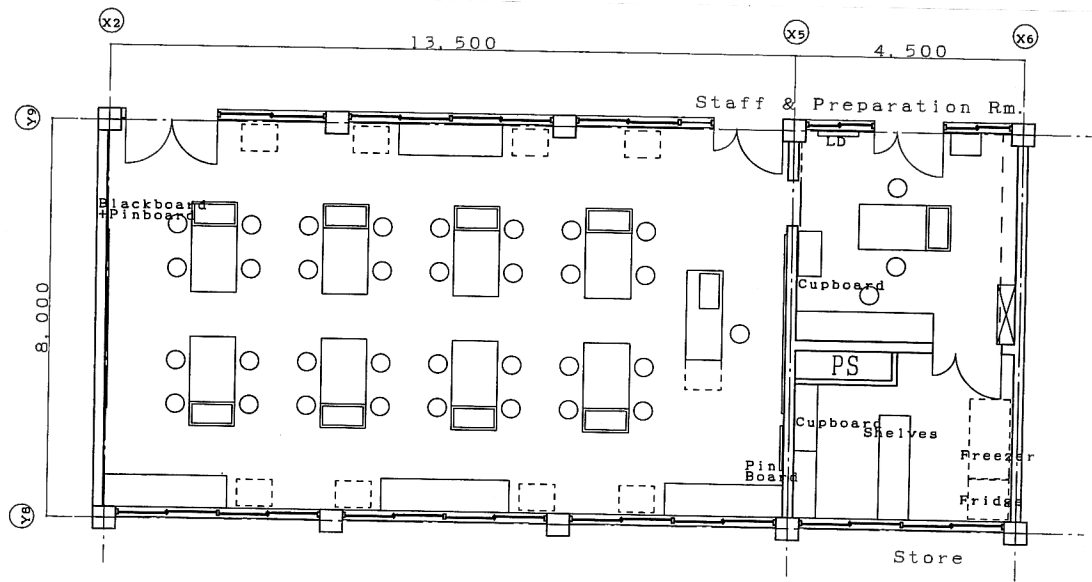 X2
X5
X6
13,500
4,500
Y9
Staff & Preparation Rm.
LD
Blackboard
+Pinboard
8,000
Cupboard
PS
Cupboard
Shelves
Pin
Board
Freezer
Fridge
Y8
Store